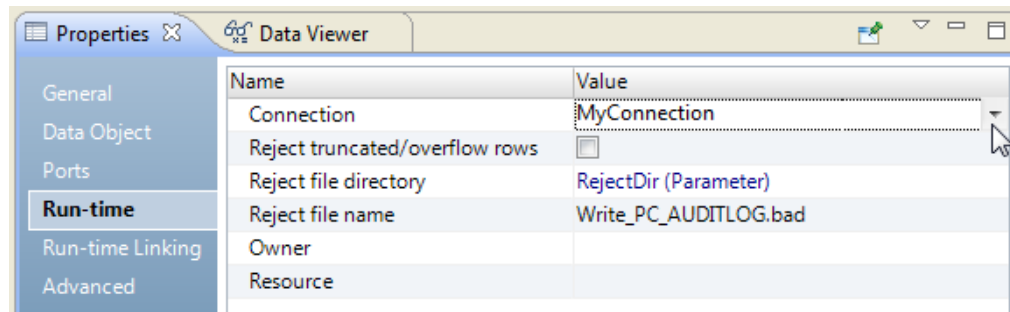 Properties Data Viewer
General
Data Object
Ports
Run-time
Run-time Linking
Advanced
Name Value
Connection MyConnection
Reject truncated/overflow rows
Reject file directory RejectDir (Parameter)
Reject file name Write_PC_AUDITLOG.bad
Owner
Resource